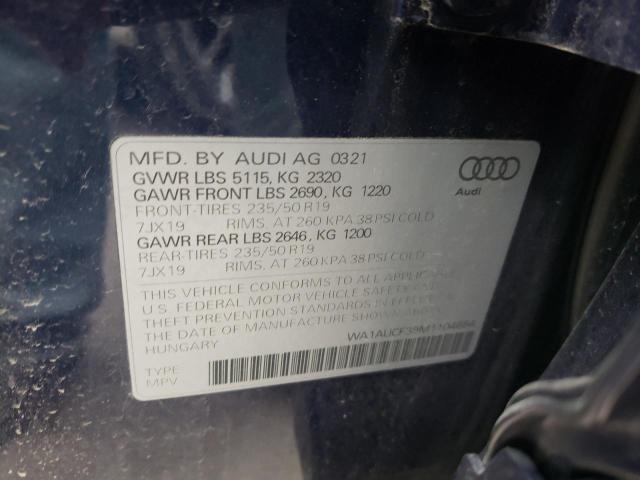 MFD. BY AUDI AG 0321
GVWR LBS 5115, KG 2320
GAWR FRONT LBS 2690, KG 1220
FRONT-TIRES 235/50 R19
7JX19 RIMS, AT 260 KPA 38 PSI COLD
GAWR REAR LBS 2646, KG 1200
REAR-TIRES 235/50 R19
7JX19 RIMS, AT 260 KPA 38 PSI COLD
Audi
THIS VEHICLE CONFORMS TO ALL APPLICABLE
U.S. FEDERAL MOTOR VEHICLE SAFETY AND
THEFT PREVENTION STANDARDS IN EFFECT ON
THE DATE OF MANUFACTURE SHOWN ABOVE
HUNGARY
TYPE
MPV